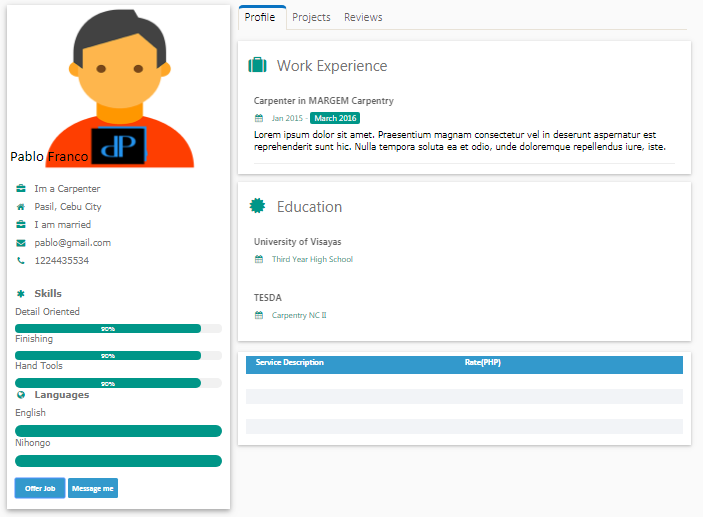 Profile
Projects
Reviews
dP
Pablo Franco
Im a Carpenter
Pasil, Cebu City
I am married
pablo@gmail.com
1224435534
Skills
Detail Oriented
90%
Finishing
90%
Hand Tools
90%
Languages
English
Nihongo
Offer Job
Message me
Work Experience
Carpenter in MARGEM Carpentry
Jan 2015 - March 2016
Lorem ipsum dolor sit amet. Praesentium magnam consectetur vel in deserunt aspernatur est
reprehenderit sunt hic. Nulla tempora soluta ea et odio, unde doloremque repellendus iure, iste.
Education
University of Visayas
Third Year High School
TESDA
Carpentry NC II
Service Description
Rate(PHP)